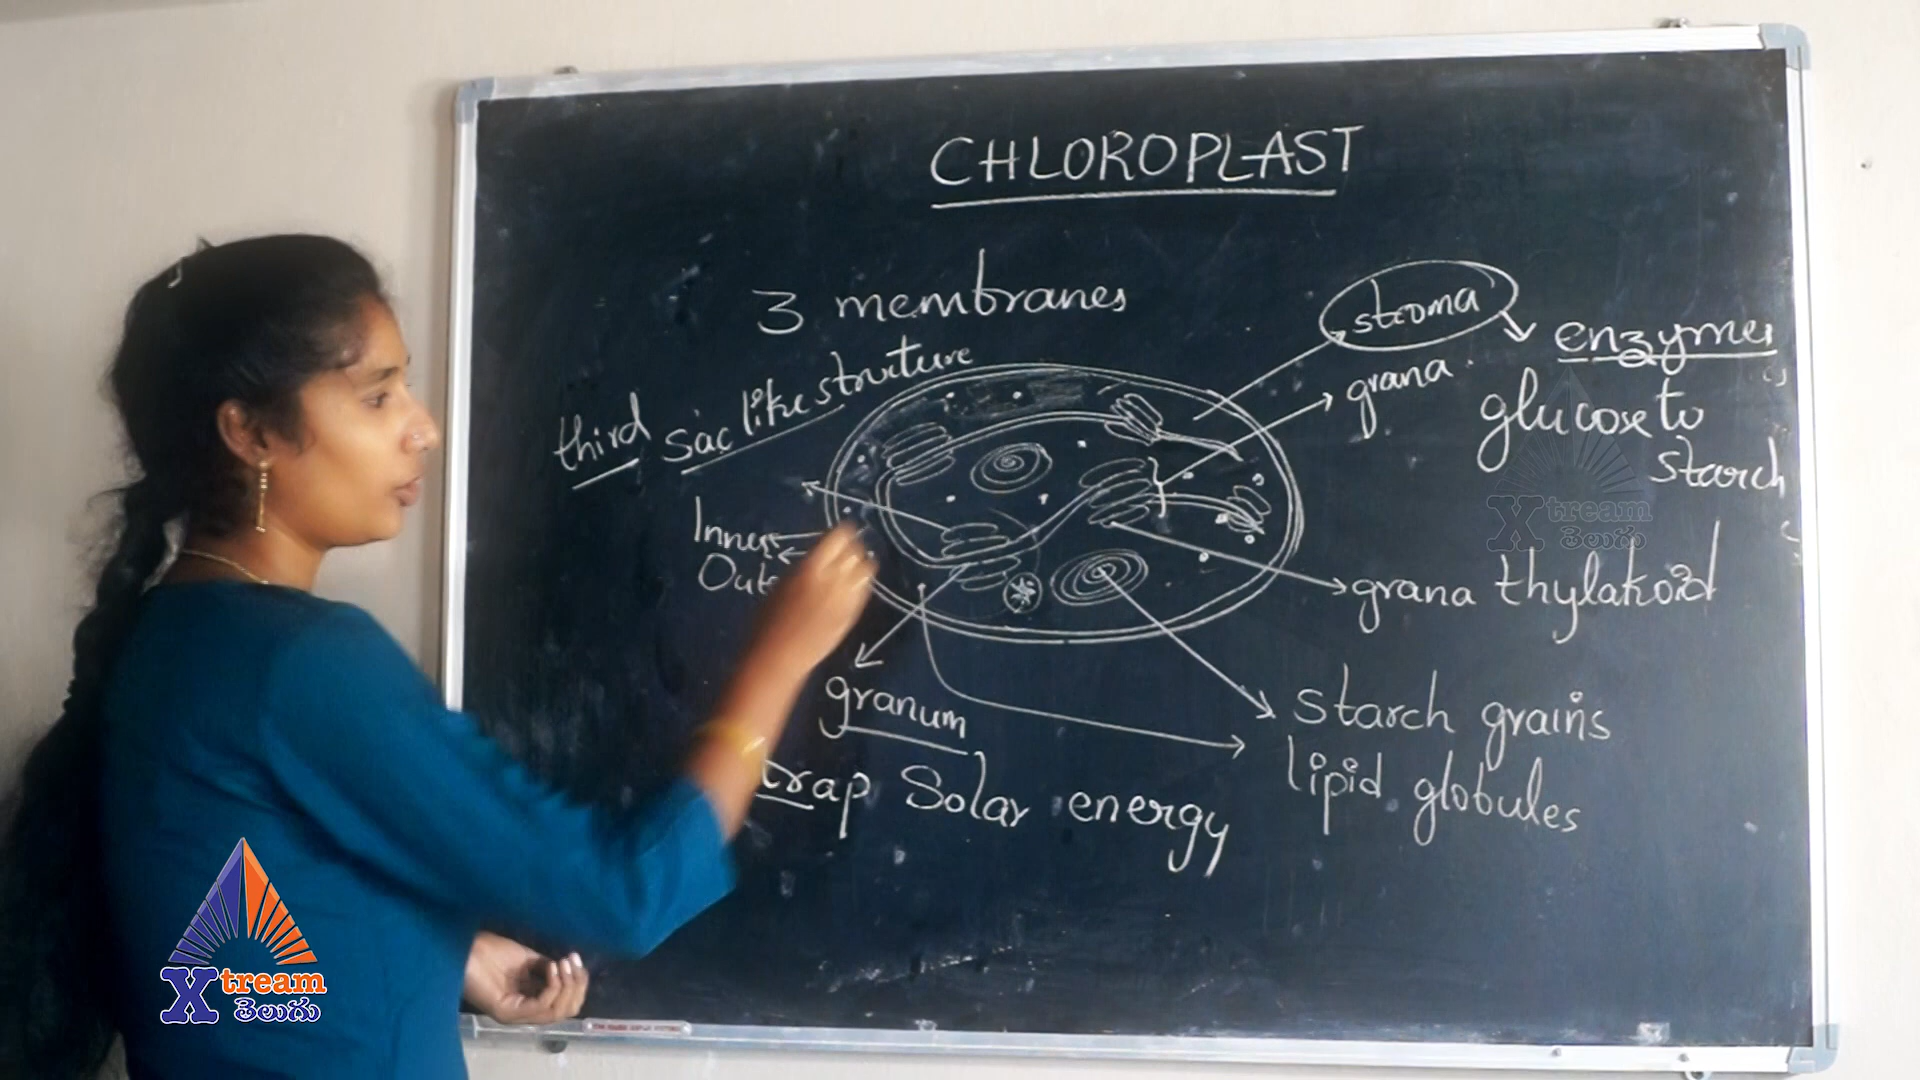 CHLOROPLAST
3 membranes
stroma
enzymes
third sac like structure
grana
glucose to
starch
Inner
grana thylakoid
granum
starch grains
lipid globules
trap Solar energy
Xtream
తెలుగు
Xtream
తెలుగు